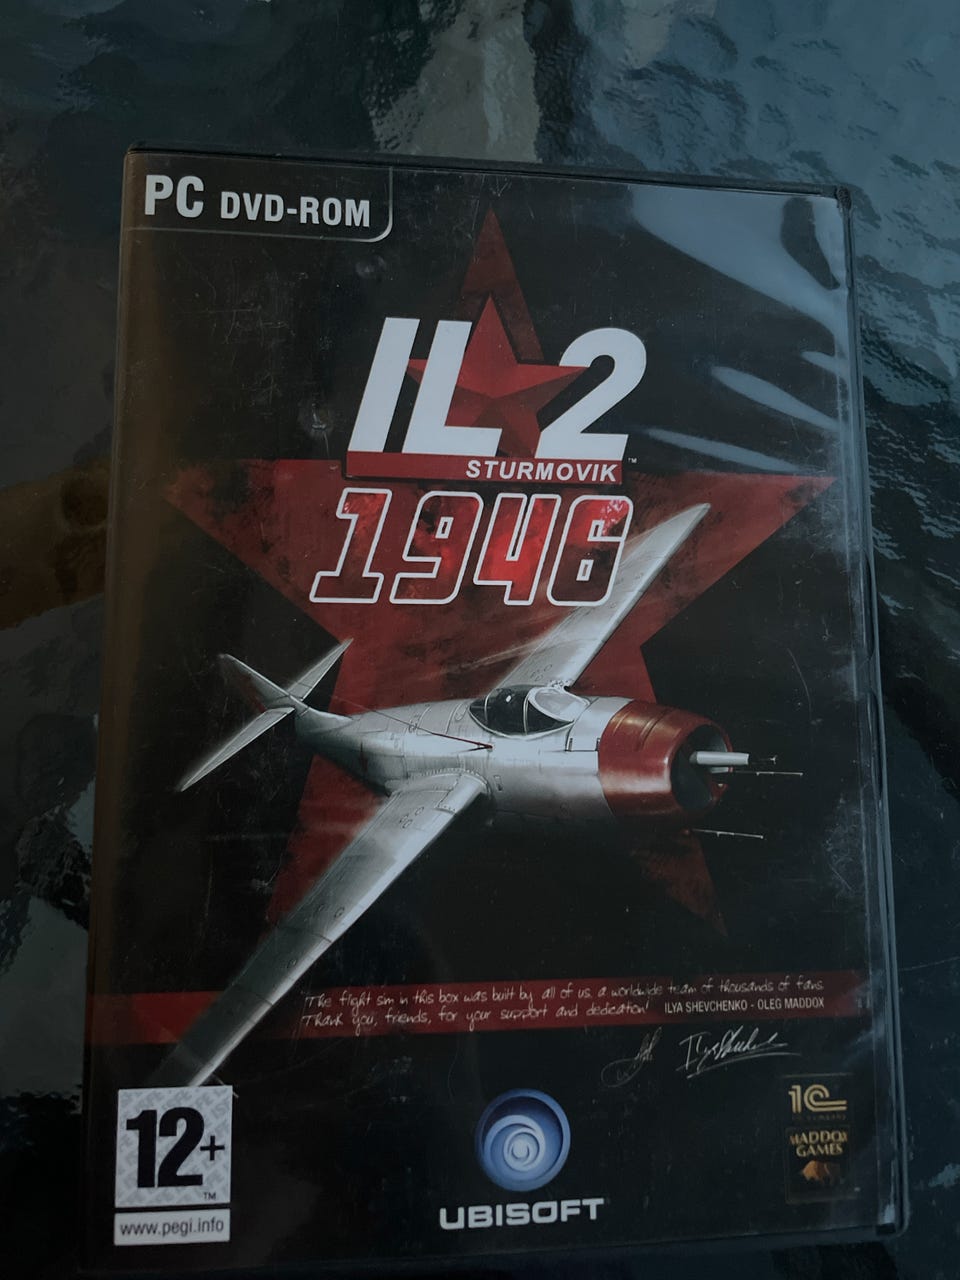 PC DVD-ROM
IL 2
STURMOVIK™
1946
"The flight sim in this box was built by all of us, a worldwide team of thousands of fans.
Thank you, friends, for your support and dedication" ILYA SHEVCHENKO - OLEG MADDOX
12+
TM
www.pegi.info
UBISOFT
1C
MADDOX
GAMES